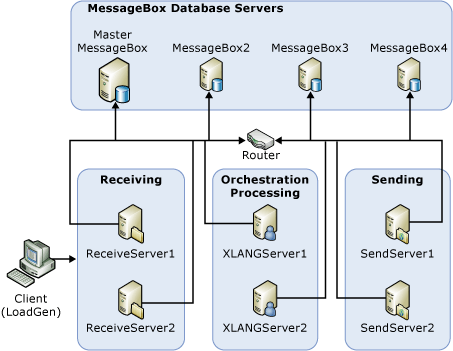 MessageBox Database Servers
Master
MessageBox
MessageBox2
MessageBox3
MessageBox4
Router
Receiving
Orchestration
Processing
Sending
ReceiveServer1
XLANGServer1
SendServer1
Client
(LoadGen)
ReceiveServer2
XLANGServer2
SendServer2